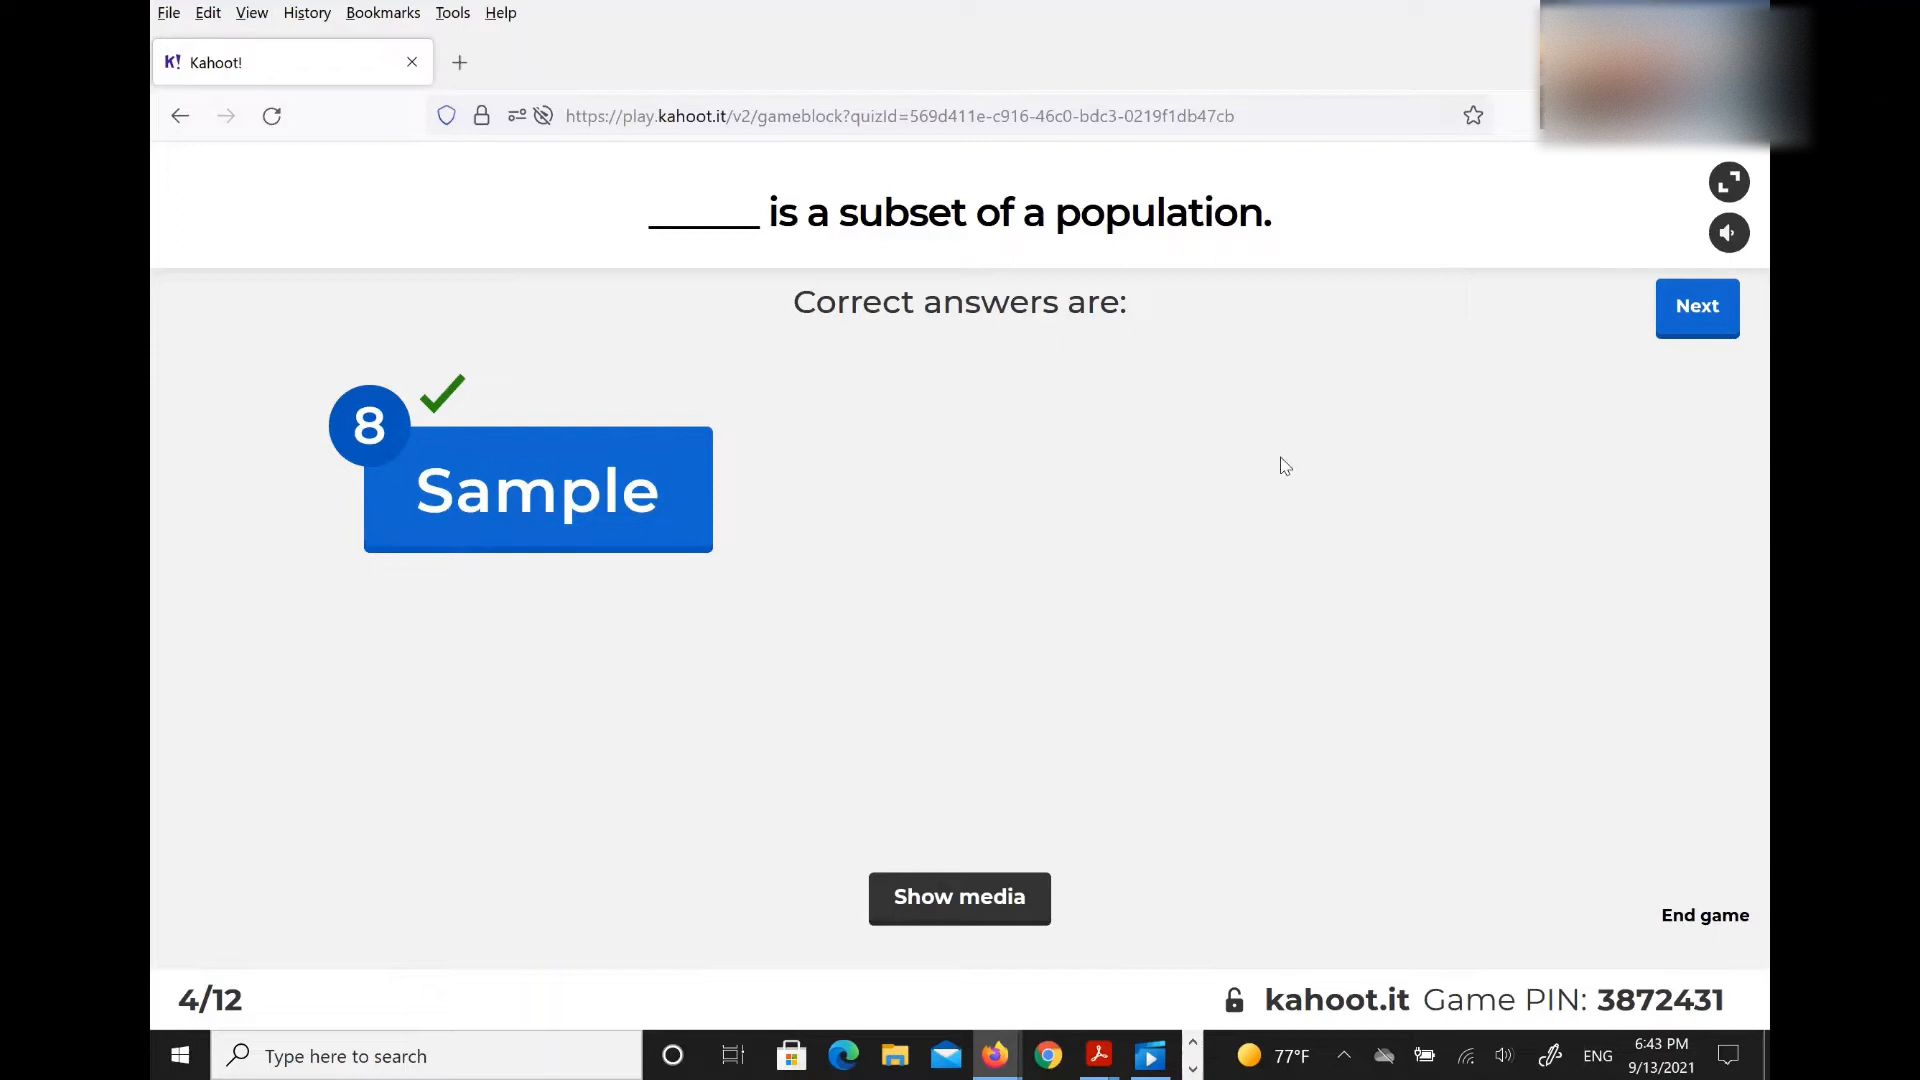 File Edit View History Bookmarks Tools Help
K! Kahoot!
https://play.kahoot.it/v2/gameblock?quizId=569d411e-c916-46c0-bdc3-0219f1db47cb
______ is a subset of a population.
Correct answers are:
Next
8
Sample
Show media
End game
4/12
kahoot.it Game PIN: 3872431
Type here to search
77°F
ENG
6:43 PM
9/13/2021